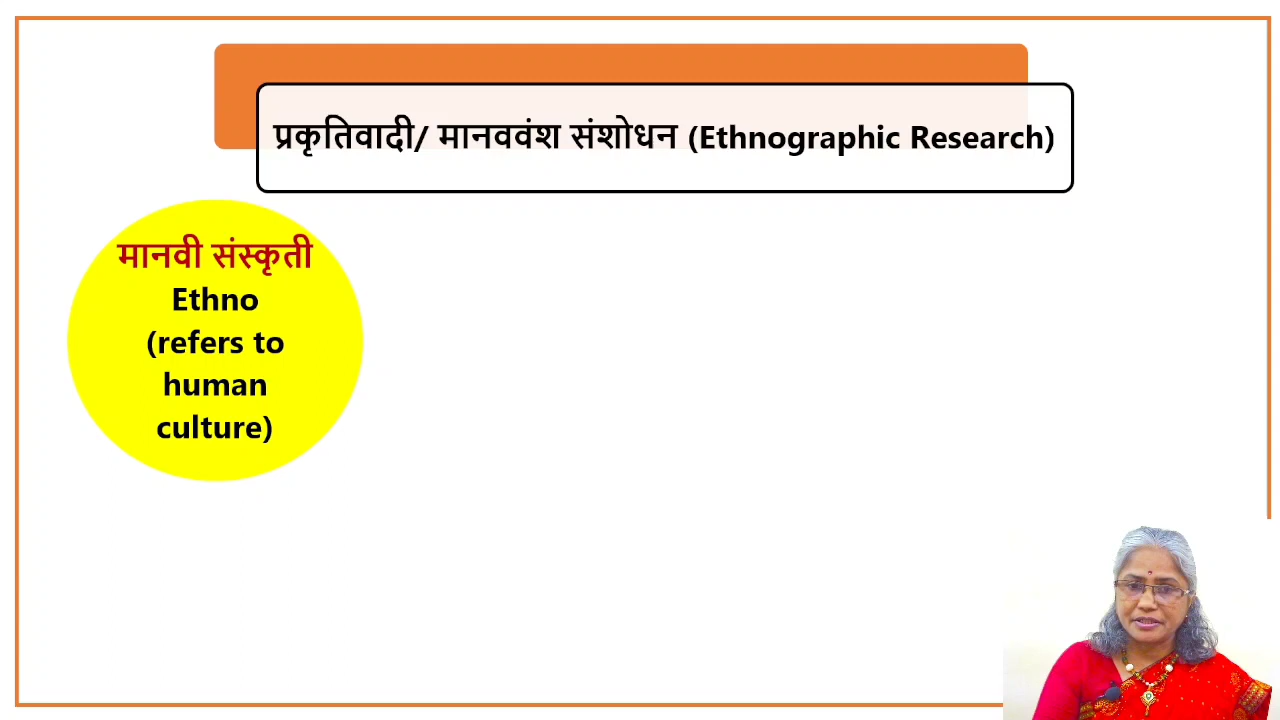 प्रकृतिवादी/ मानववंश संशोधन (Ethnographic Research)
मानवी संस्कृती
Ethno
(refers to
human
culture)